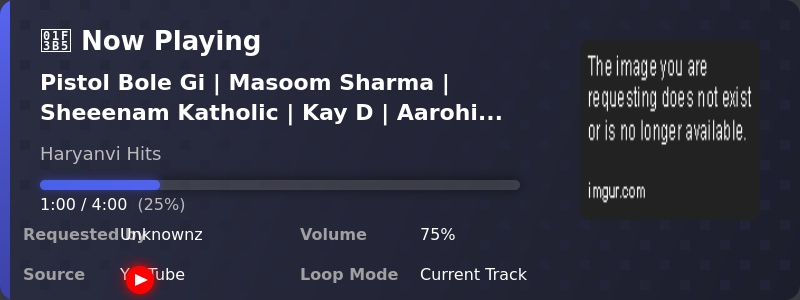 Now Playing
Pistol Bole Gi | Masoom Sharma |
Sheeenam Katholic | Kay D | Aarohi...
Haryanvi Hits
1:00 / 4:00 (25%)
Requested by Unknownz Volume 75%
Source YouTube Loop Mode Current Track
The image you are
requesting does not exist
or is no longer available.
imgur.com